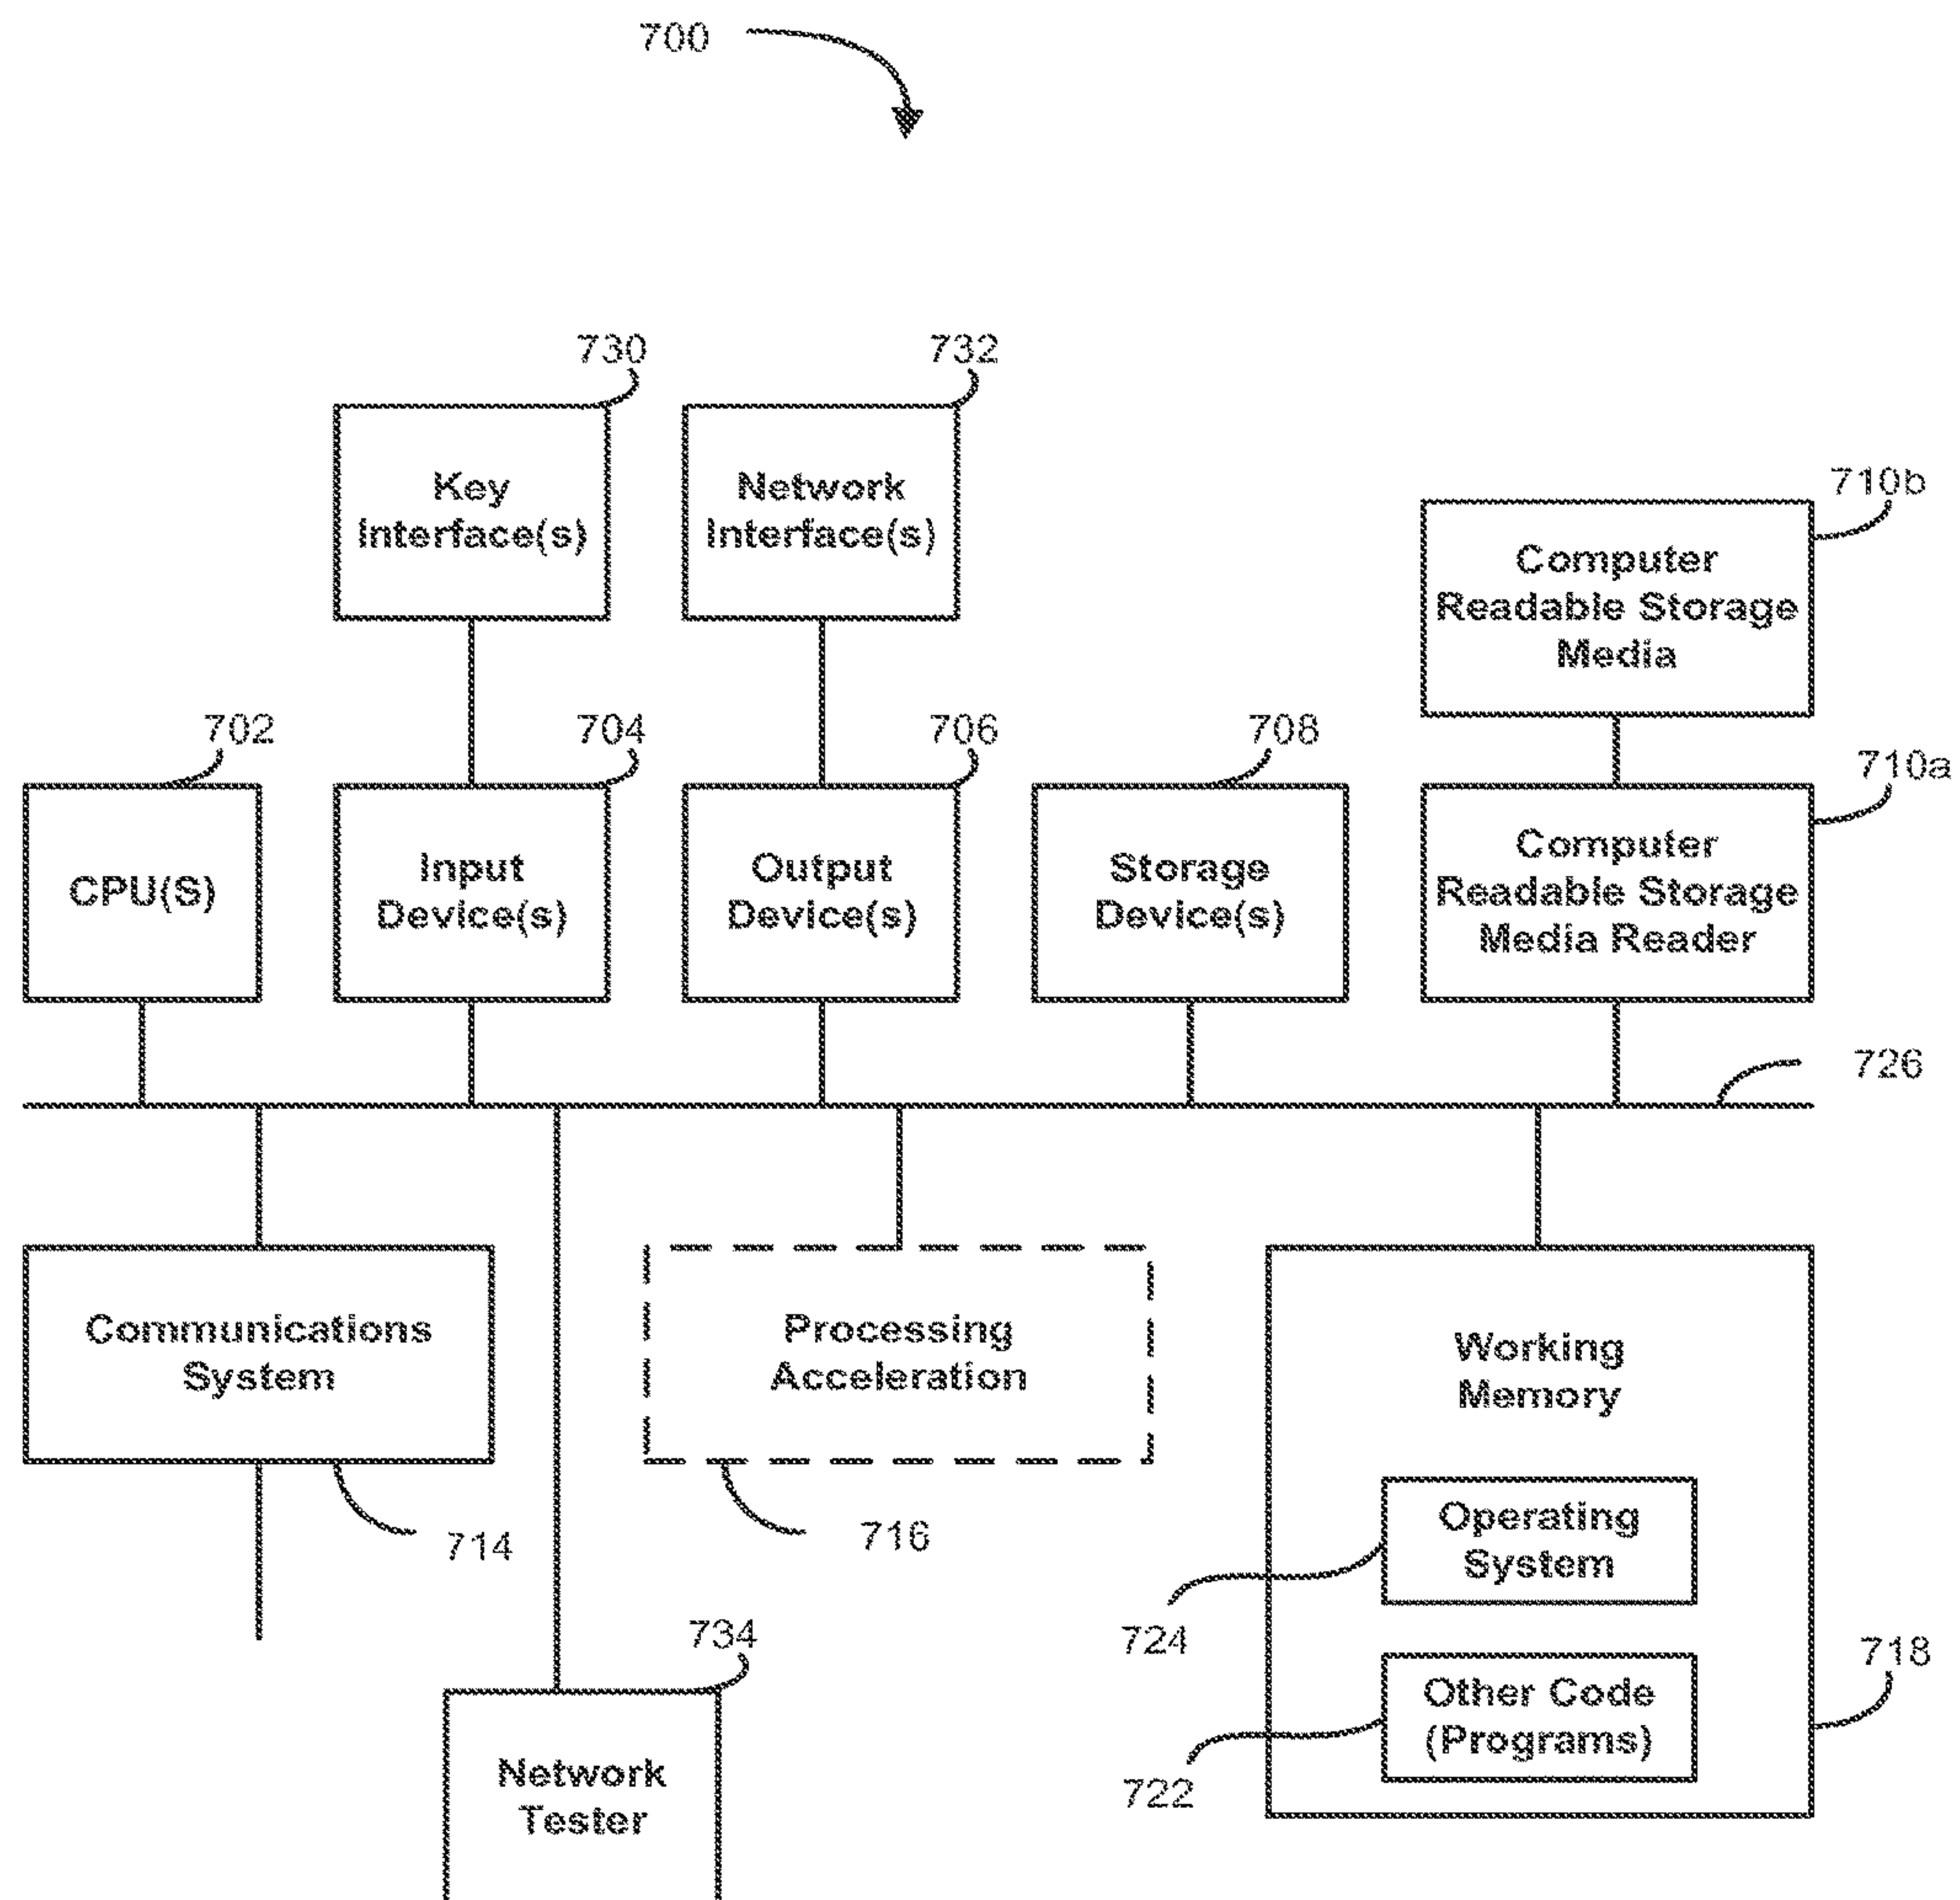 700
730
732
Key
Interface(s)
Network
Interface(s)
710b
Computer
Readable Storage
Media
702
704
706
708
710a
CPU(S)
Input
Device(s)
Output
Device(s)
Storage
Device(s)
Computer
Readable Storage
Media Reader
726
Communications
System
Processing
Acceleration
Working
Memory
714
716
Operating
System
724
734
718
Other Code
(Programs)
722
Network
Tester